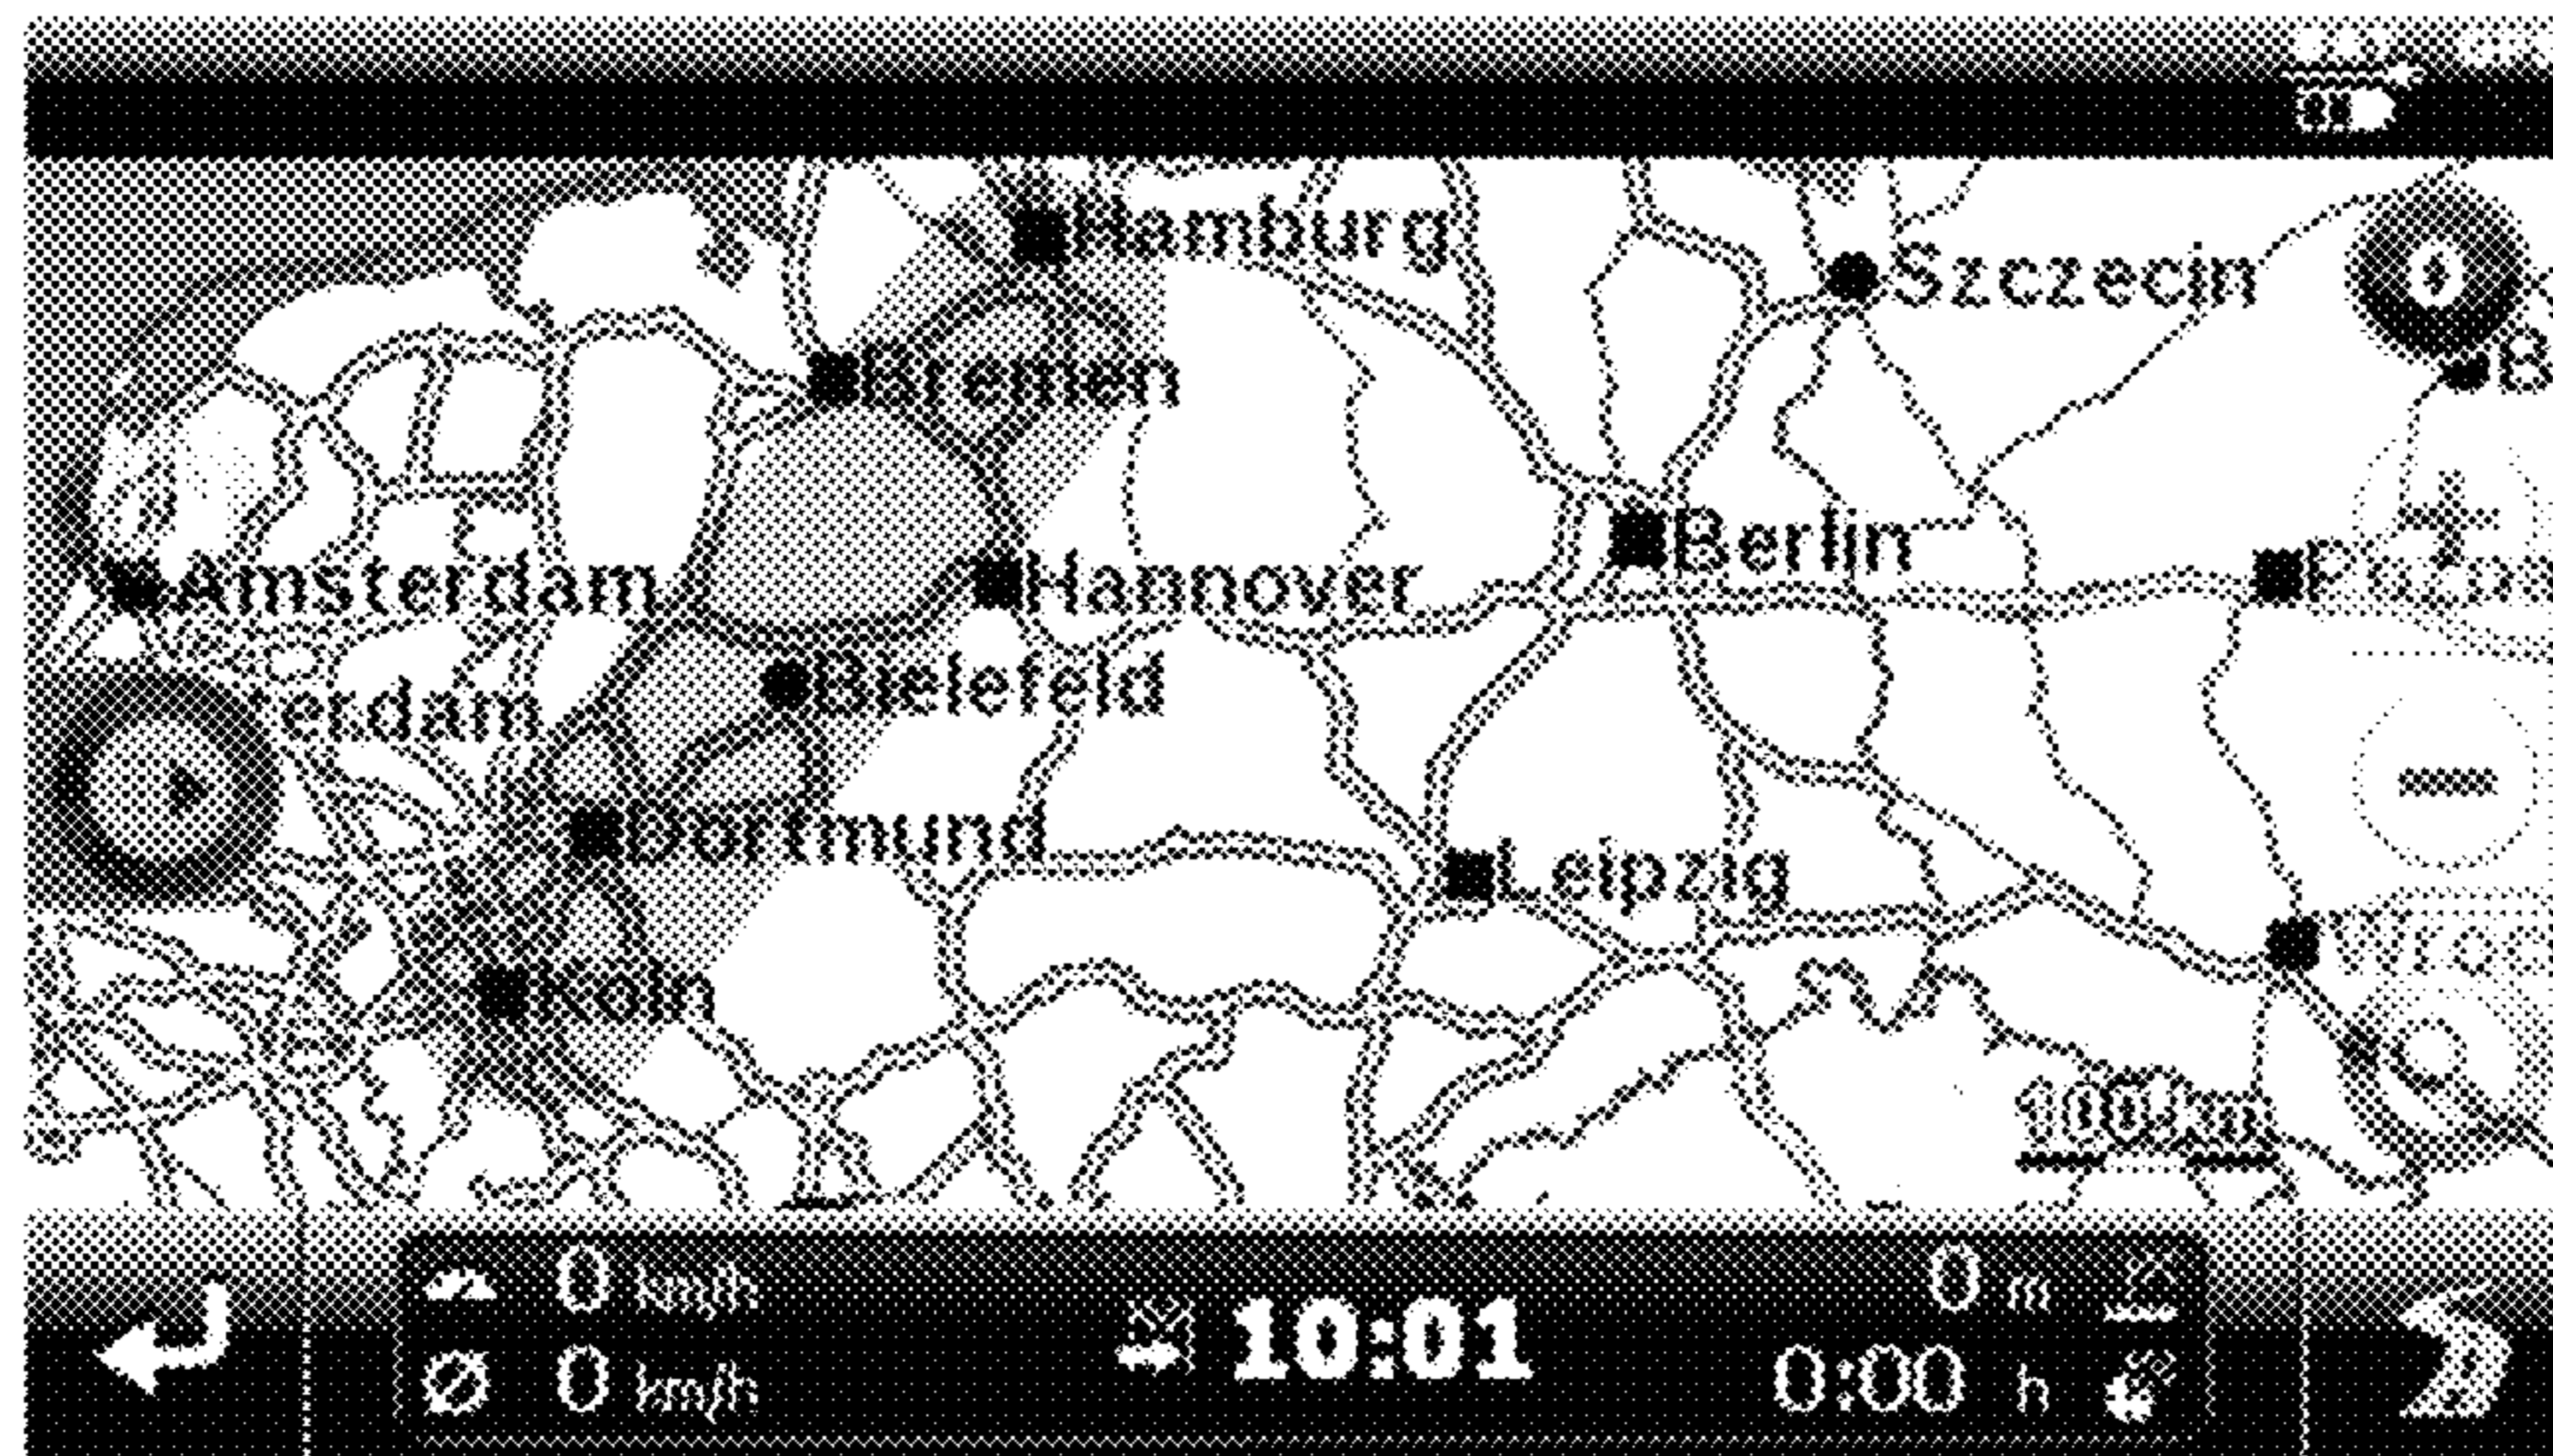 Hamburg
Szczecin
Bremen
B
Berlin
Amsterdam
Hannover
erdam
Bielefeld
Dortmund
Leipzig
Köln
100 km
0 km/h
0 m
10:01
0 km/h
0:00 h